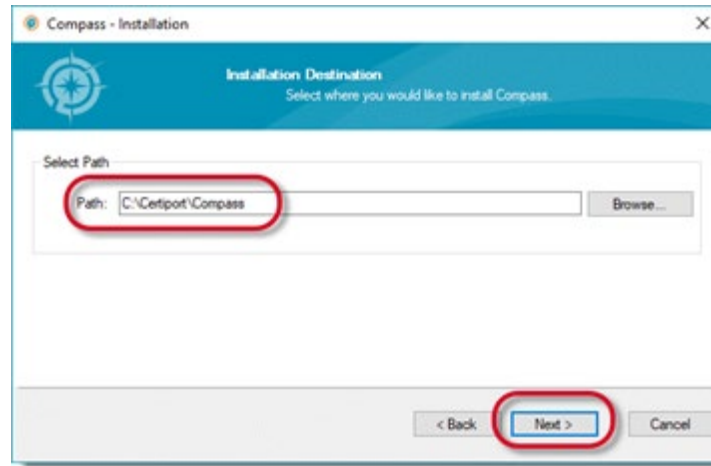 Compass - Installation
Installation Destination
Select where you would like to install Compass.
Select Path
Path: C:\Certiport\Compass Browse...
< Back Next > Cancel